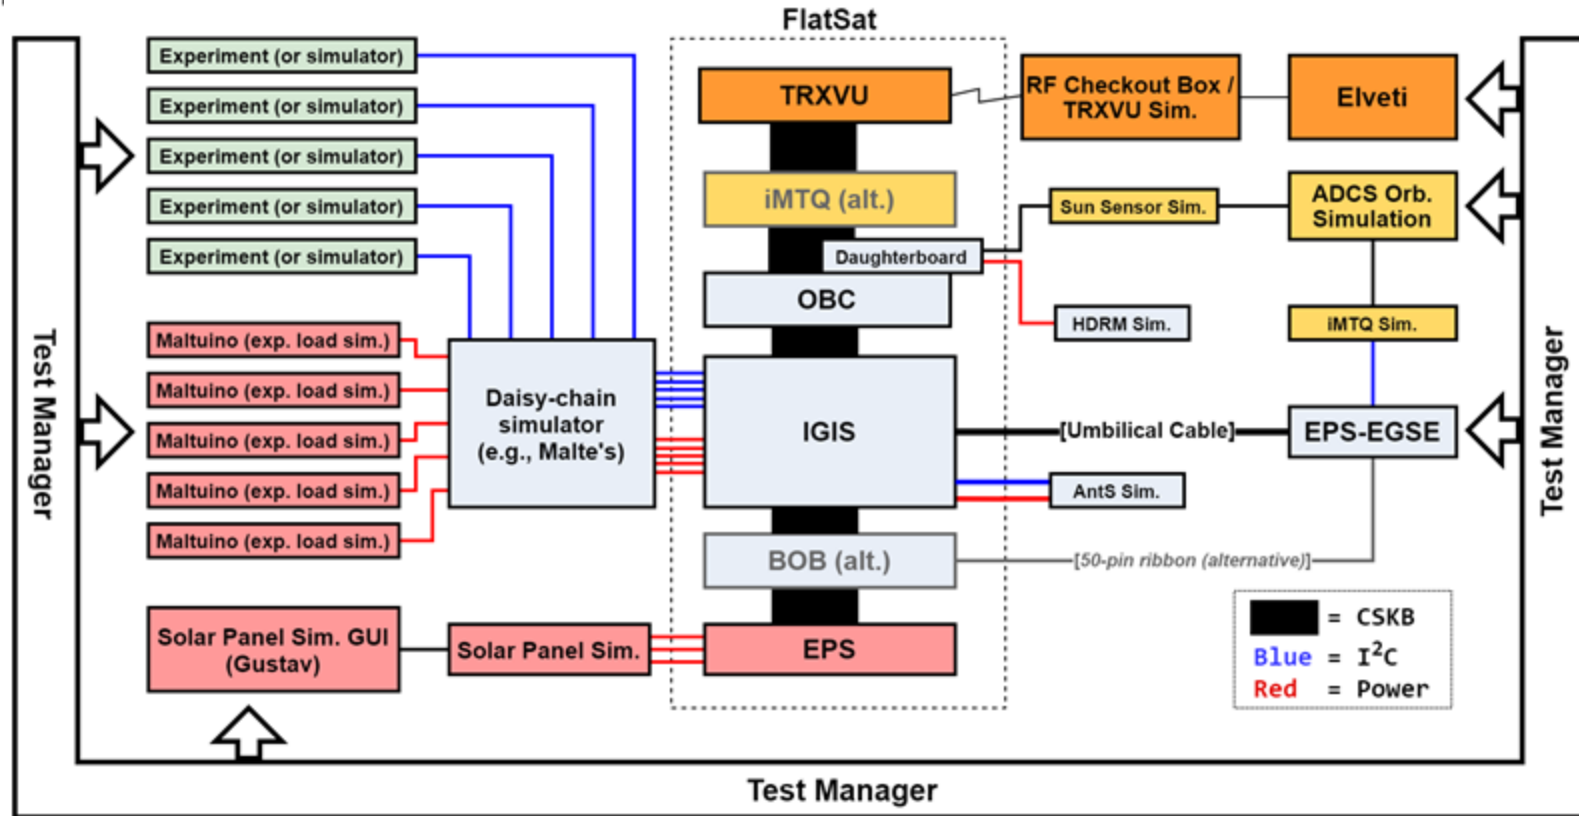 FlatSat
Experiment (or simulator)
Experiment (or simulator)
Experiment (or simulator)
Experiment (or simulator)
Experiment (or simulator)
Maltuino (exp. load sim.)
Maltuino (exp. load sim.)
Maltuino (exp. load sim.)
Maltuino (exp. load sim.)
Maltuino (exp. load sim.)
Solar Panel Sim. GUI
(Gustav)
Daisy-chain
simulator
(e.g., Malte's)
Solar Panel Sim.
TRXVU
iMTQ (alt.)
Daughterboard
OBC
IGIS
BOB (alt.)
EPS
RF Checkout Box /
TRXVU Sim.
Elveti
Sun Sensor Sim.
ADCS Orb.
Simulation
HDRM Sim.
iMTQ Sim.
[Umbilical Cable]
EPS-EGSE
AntS Sim.
[50-pin ribbon (alternative)]
= CSKB
Blue = I²C
Red = Power
Test Manager
Test Manager
Test Manager